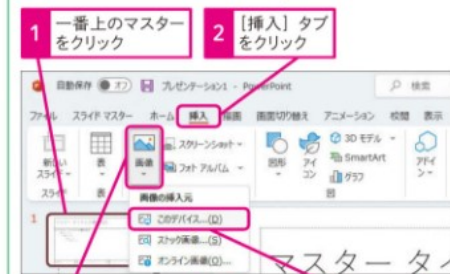 1 一番上のマスターをクリック
2 [挿入] タブをクリック
自動保存 オフ プレゼンテーション1 - PowerPoint 検索
ファイル スライド マスター ホーム 挿入 描画 画面切り替え アニメーション 校閲 表示
新しいスライド 表 画像 スクリーンショット フォト アルバム 図形 アイコン 3D モデル SmartArt グラフ アドイン
スライド 表 図
画像の挿入元
1 このデバイス...(D)
ストック画像...(S)
オンライン画像(O)...
マスター タイ